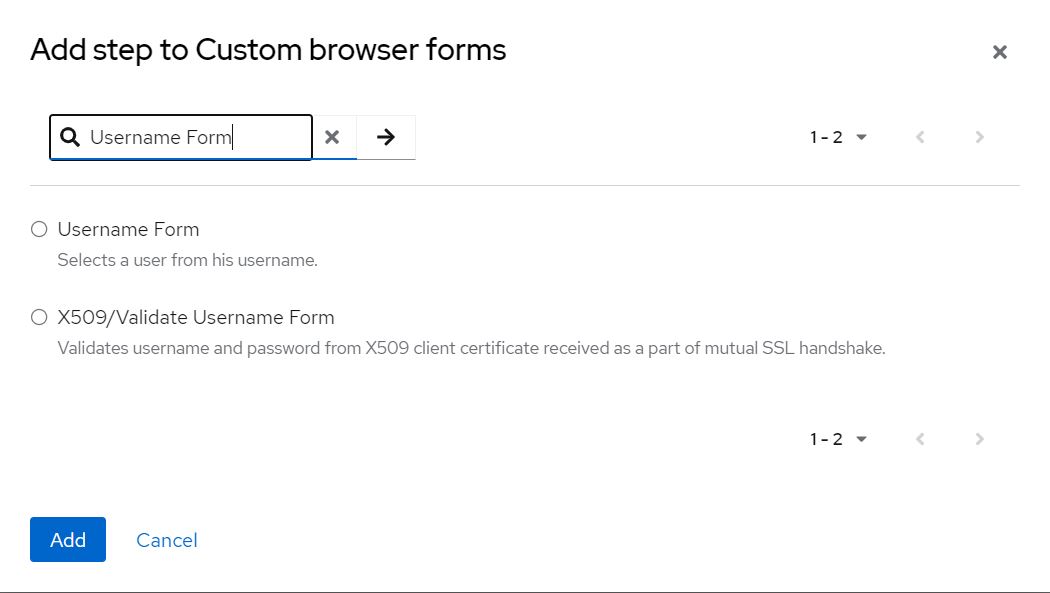 Add step to Custom browser forms
Username Form
1 - 2
Username Form
Selects a user from his username.
X509/Validate Username Form
Validates username and password from X509 client certificate received as a part of mutual SSL handshake.
1 - 2
Add
Cancel